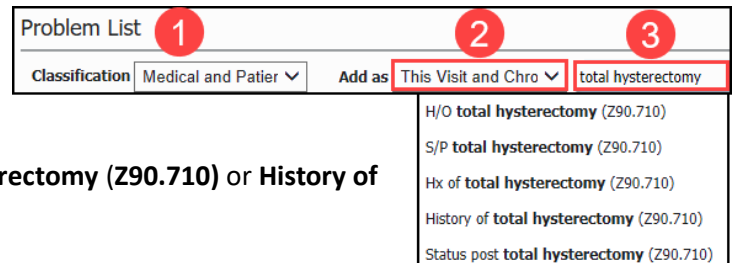 Problem List
1 2 3
Classification Medical and Patier Add as This Visit and Chro total hysterectomy
H/O total hysterectomy (Z90.710)
S/P total hysterectomy (Z90.710)
Hx of total hysterectomy (Z90.710)
History of total hysterectomy (Z90.710)
Status post total hysterectomy (Z90.710)
rectomy (Z90.710) or History of